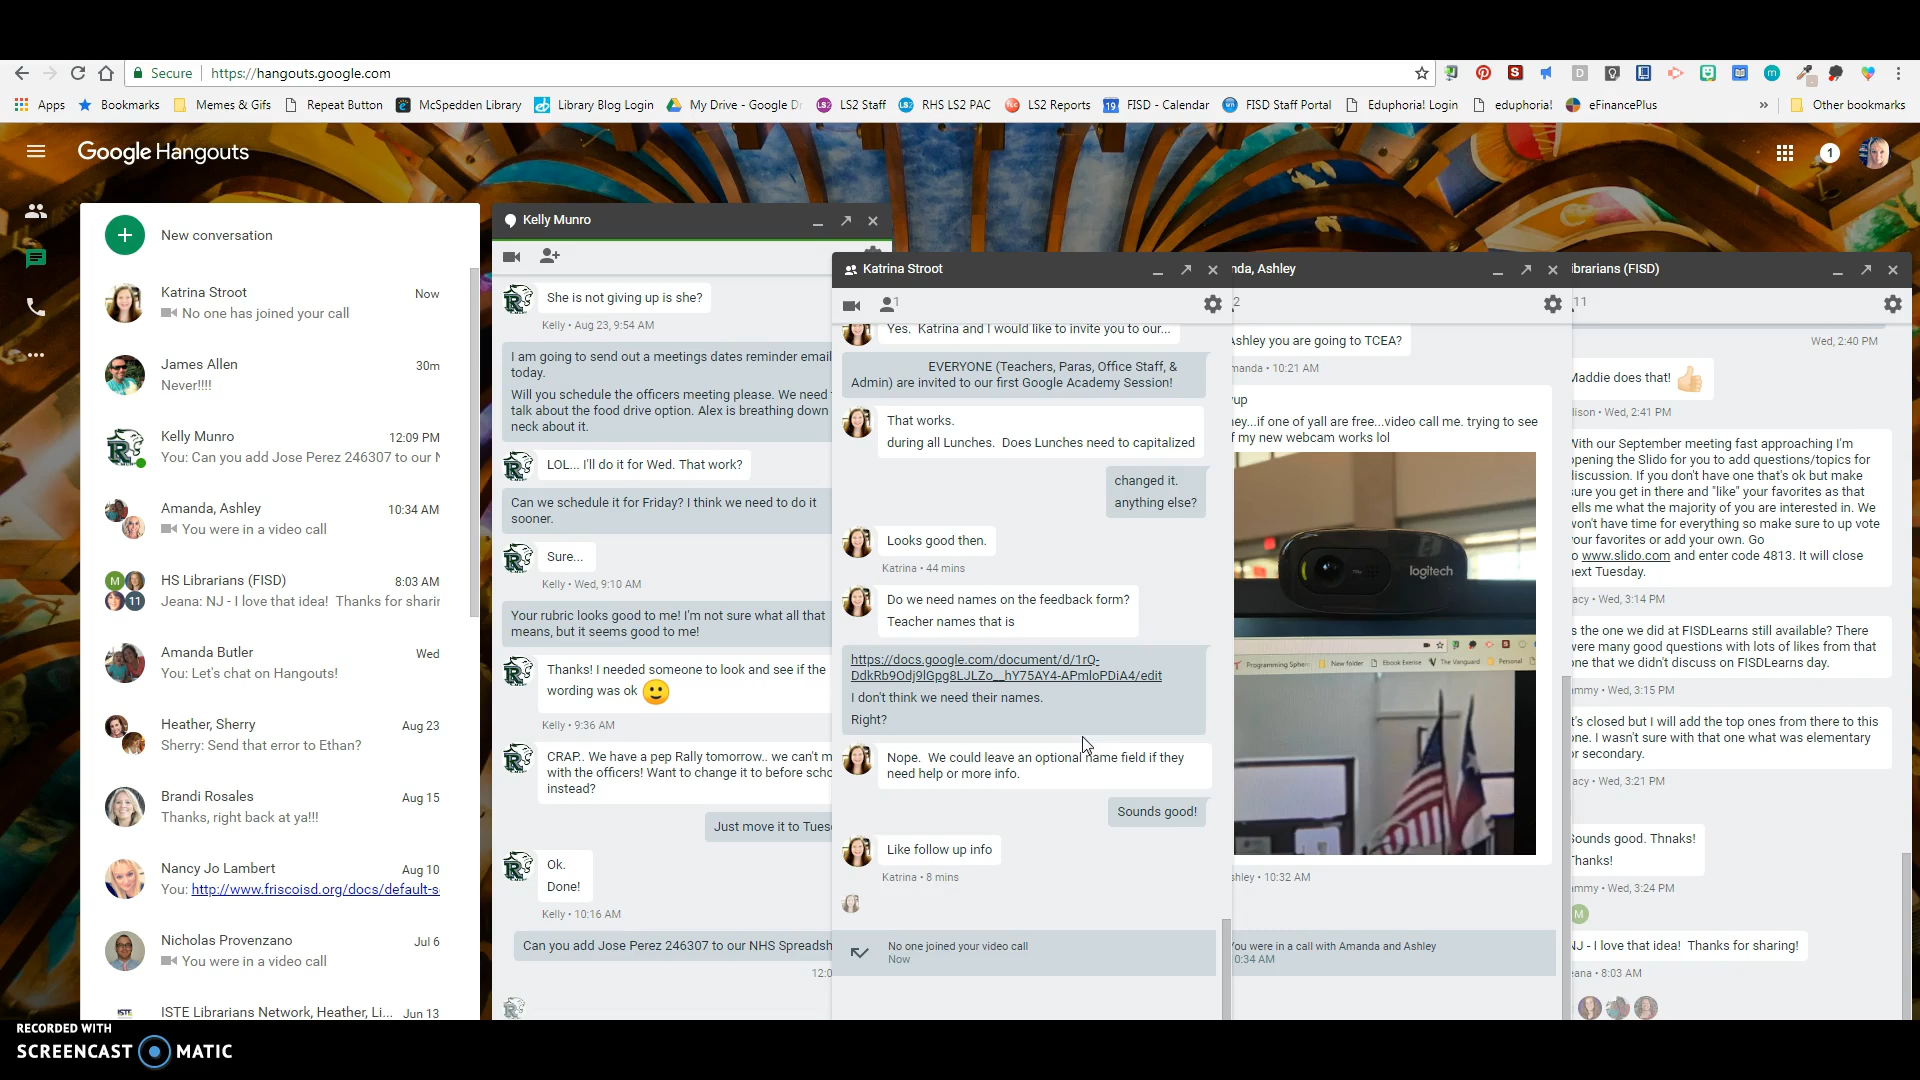 Secure
https://hangouts.google.com
Apps
Bookmarks
Memes & Gifs
Repeat Button
McSpedden Library
Library Blog Login
My Drive - Google Dr
LS2 Staff
RHS LS2 PAC
LS2 Reports
FISD - Calendar
FISD Staff Portal
Eduphoria! Login
eduphoria!
eFinancePlus
»
Other bookmarks
Google Hangouts
1
New conversation
Katrina Stroot
Now
No one has joined your call
James Allen
30m
Never!!!!
Kelly Munro
12:09 PM
You: Can you add Jose Perez 246307 to our N
Amanda, Ashley
10:34 AM
You were in a video call
HS Librarians (FISD)
8:03 AM
M
11
Jeana: NJ - I love that idea! Thanks for sharin
Amanda Butler
Wed
You: Let's chat on Hangouts!
Heather, Sherry
Aug 23
Sherry: Send that error to Ethan?
Brandi Rosales
Aug 15
Thanks, right back at ya!!!
Nancy Jo Lambert
Aug 10
You: http://www.friscoisd.org/docs/default-s
Nicholas Provenzano
Jul 6
You were in a video call
ISTE
ISTE Librarians Network, Heather, Li...
Jun 13
Kelly Munro
She is not giving up is she?
Kelly • Aug 23, 9:54 AM
I am going to send out a meetings dates reminder email
today.
Will you schedule the officers meeting please. We need
talk about the food drive option. Alex is breathing down
neck about it.
LOL... I'll do it for Wed. That work?
Can we schedule it for Friday? I think we need to do it
sooner.
Sure...
Kelly • Wed, 9:10 AM
Your rubric looks good to me! I'm not sure what all that
means, but it seems good to me!
Thanks! I needed someone to look and see if the
wording was ok
Kelly • 9:36 AM
CRAP.. We have a pep Rally tomorrow.. we can't m
with the officers! Want to change it to before scho
instead?
Just move it to Tues
Ok.
Done!
Kelly • 10:16 AM
Can you add Jose Perez 246307 to our NHS Spreadsh
12:0
Katrina Stroot
1
Yes. Katrina and I would like to invite you to our...
EVERYONE (Teachers, Paras, Office Staff, &
Admin) are invited to our first Google Academy Session!
That works.
during all Lunches. Does Lunches need to capitalized
changed it.
anything else?
Looks good then.
Katrina • 44 mins
Do we need names on the feedback form?
Teacher names that is
https://docs.google.com/document/d/1rQ-
DdkRb9Odj9lGpg8LJLZo__hY75AY4-APmloPDiA4/edit
I don't think we need their names.
Right?
Nope. We could leave an optional name field if they
need help or more info.
Sounds good!
Like follow up info
Katrina • 8 mins
No one joined your video call
Now
nda, Ashley
2
Ashley you are going to TCEA?
manda • 10:21 AM
yup
hey...if one of yall are free...video call me. trying to see
if my new webcam works lol
logitech
Programming Sphero
New folder
Ebook Exerise
The Vanguard
Personal
shley • 10:32 AM
You were in a call with Amanda and Ashley
0:34 AM
ibrarians (FISD)
11
Wed, 2:40 PM
Maddie does that!
lison • Wed, 2:41 PM
With our September meeting fast approaching I'm
opening the Slido for you to add questions/topics for
discussion. If you don't have one that's ok but make
sure you get in there and "like" your favorites as that
tells me what the majority of you are interested in. We
won't have time for everything so make sure to up vote
your favorites or add your own. Go
o www.slido.com and enter code 4813. It will close
next Tuesday.
acy • Wed, 3:14 PM
s the one we did at FISDLearns still available? There
were many good questions with lots of likes from that
one that we didn't discuss on FISDLearns day.
ammy • Wed, 3:15 PM
t's closed but I will add the top ones from there to this
one. I wasn't sure with that one what was elementary
or secondary.
acy • Wed, 3:21 PM
Sounds good. Thnaks!
Thanks!
ammy • Wed, 3:24 PM
M
NJ - I love that idea! Thanks for sharing!
eana • 8:03 AM
RECORDED WITH
SCREENCAST MATIC